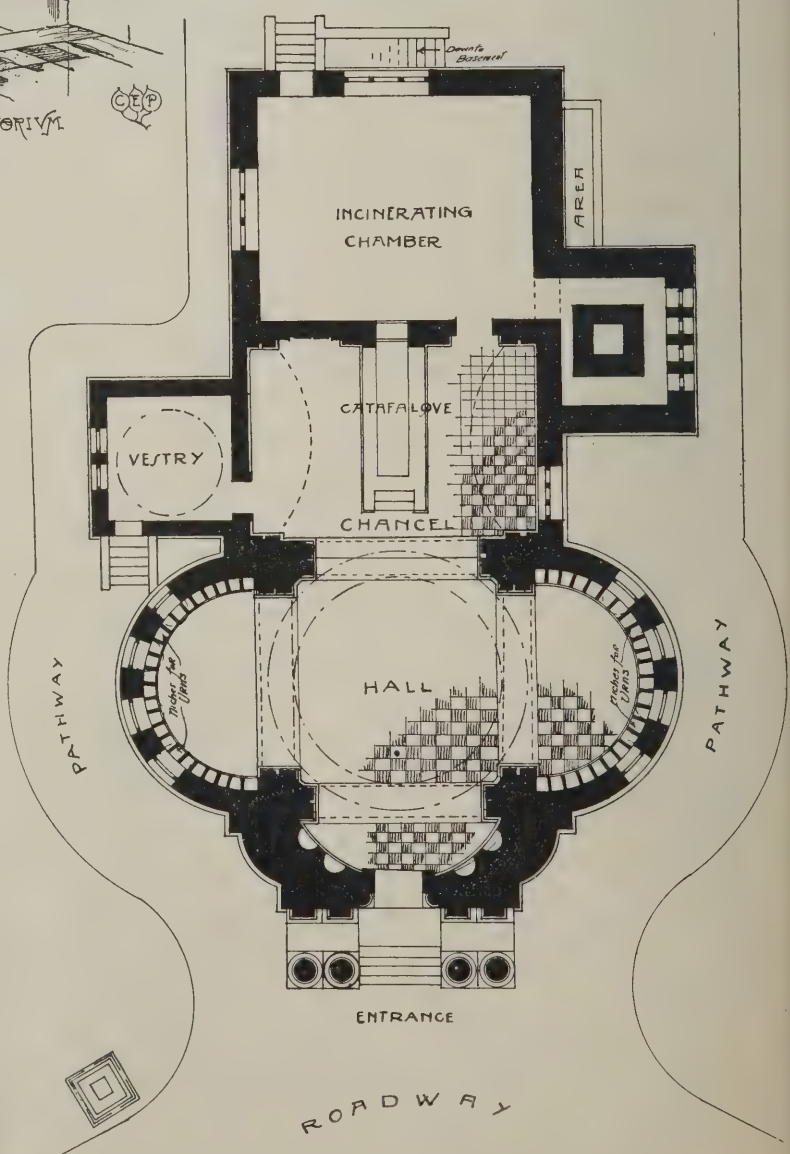 Down to
Basement
CEP
ORIVM
AREA
INCINERATING
CHAMBER
CATAFALOVE
VESTRY
CHANCEL
Niches for
Urns
HALL
Niches for
Urns
PATHWAY
PATHWAY
ENTRANCE
ROADWAY